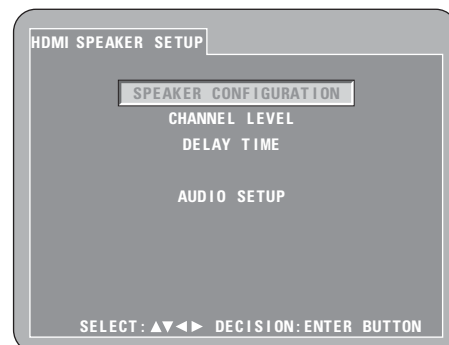 HDMI SPEAKER SETUP
SPEAKER CONFIGURATION
CHANNEL LEVEL
DELAY TIME
AUDIO SETUP
SELECT:▲▼◀▶ DECISION:ENTER BUTTON